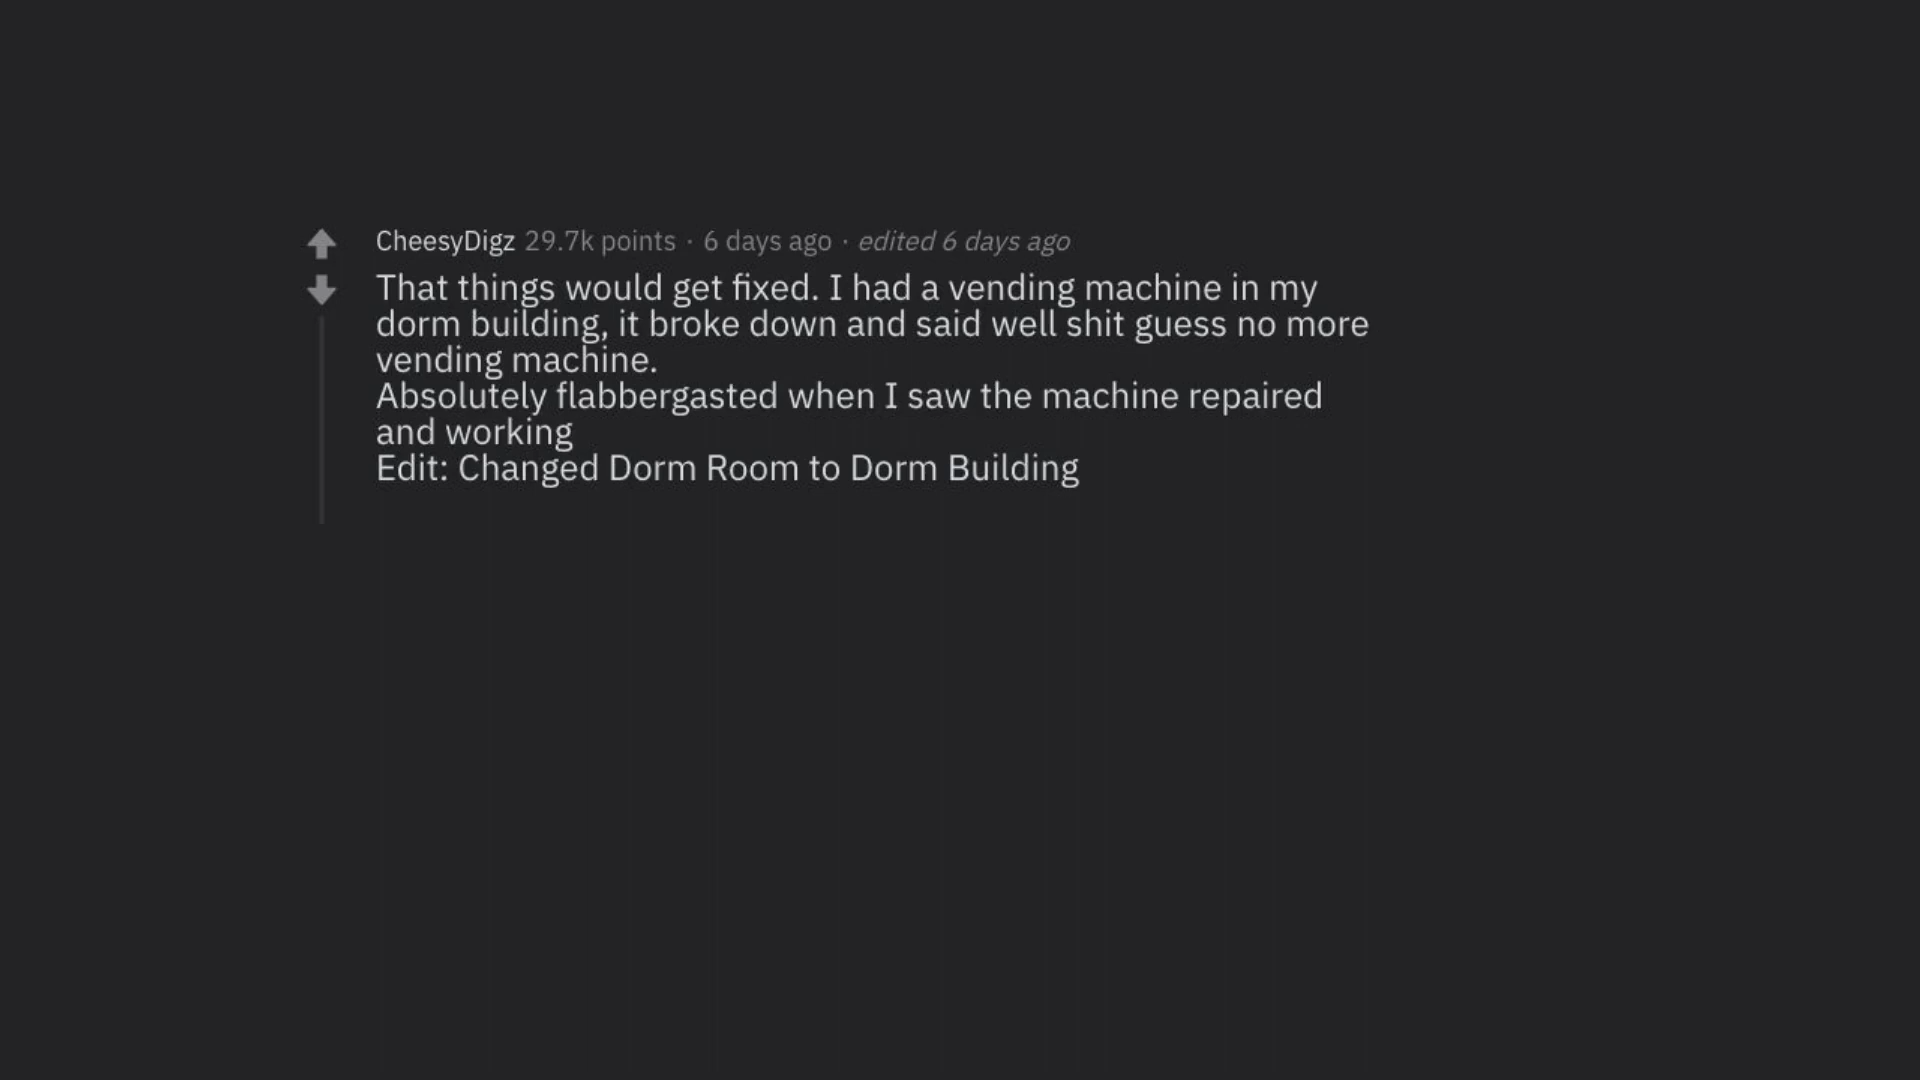 CheesyDigz 29.7k points · 6 days ago · edited 6 days ago
That things would get fixed. I had a vending machine in my
dorm building, it broke down and said well shit guess no more
vending machine.
Absolutely flabbergasted when I saw the machine repaired
and working
Edit: Changed Dorm Room to Dorm Building